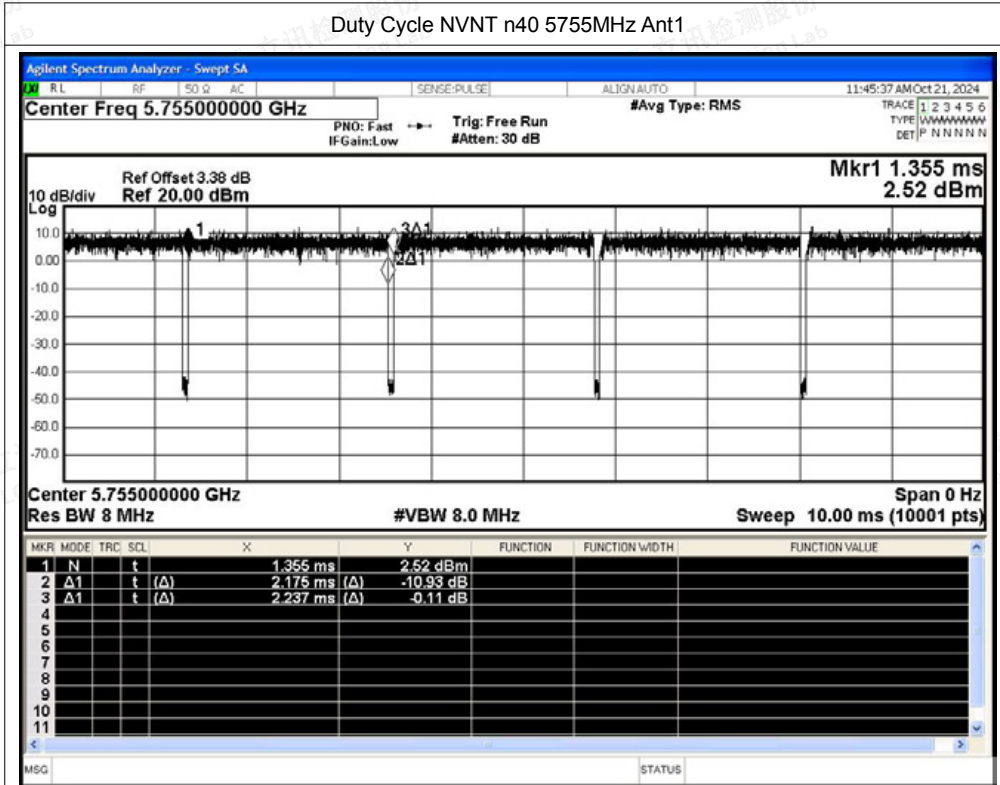 Duty Cycle NVNT n40 5755MHz Ant1
Agilent Spectrum Analyzer - Swept SA
RL RF 50 Ω AC SENSE:PULSE ALIGN AUTO 11:45:37 AM Oct 21, 2024
Center Freq 5.755000000 GHz #Avg Type: RMS TRACE 1 2 3 4 5 6
PNO: Fast Trig: Free Run TYPE WWWWWW
IFGain:Low #Atten: 30 dB DET P N N N N N
Mkr1 1.355 ms
Ref Offset 3.38 dB
10 dB/div Ref 20.00 dBm 2.52 dBm
Log
10.0
0.00
-10.0
-20.0
-30.0
-40.0
-50.0
-60.0
-70.0
1
3Δ1
2Δ1
Center 5.755000000 GHz Span 0 Hz
Res BW 8 MHz #VBW 8.0 MHz Sweep 10.00 ms (10001 pts)
MKR MODE TRC SCL X Y FUNCTION FUNCTION WIDTH FUNCTION VALUE
1 N t 1.355 ms 2.52 dBm
2 Δ1 t (Δ) 2.175 ms (Δ) -10.93 dB
3 Δ1 t (Δ) 2.237 ms (Δ) -0.11 dB
4
5
6
7
8
9
10
11
MSG STATUS